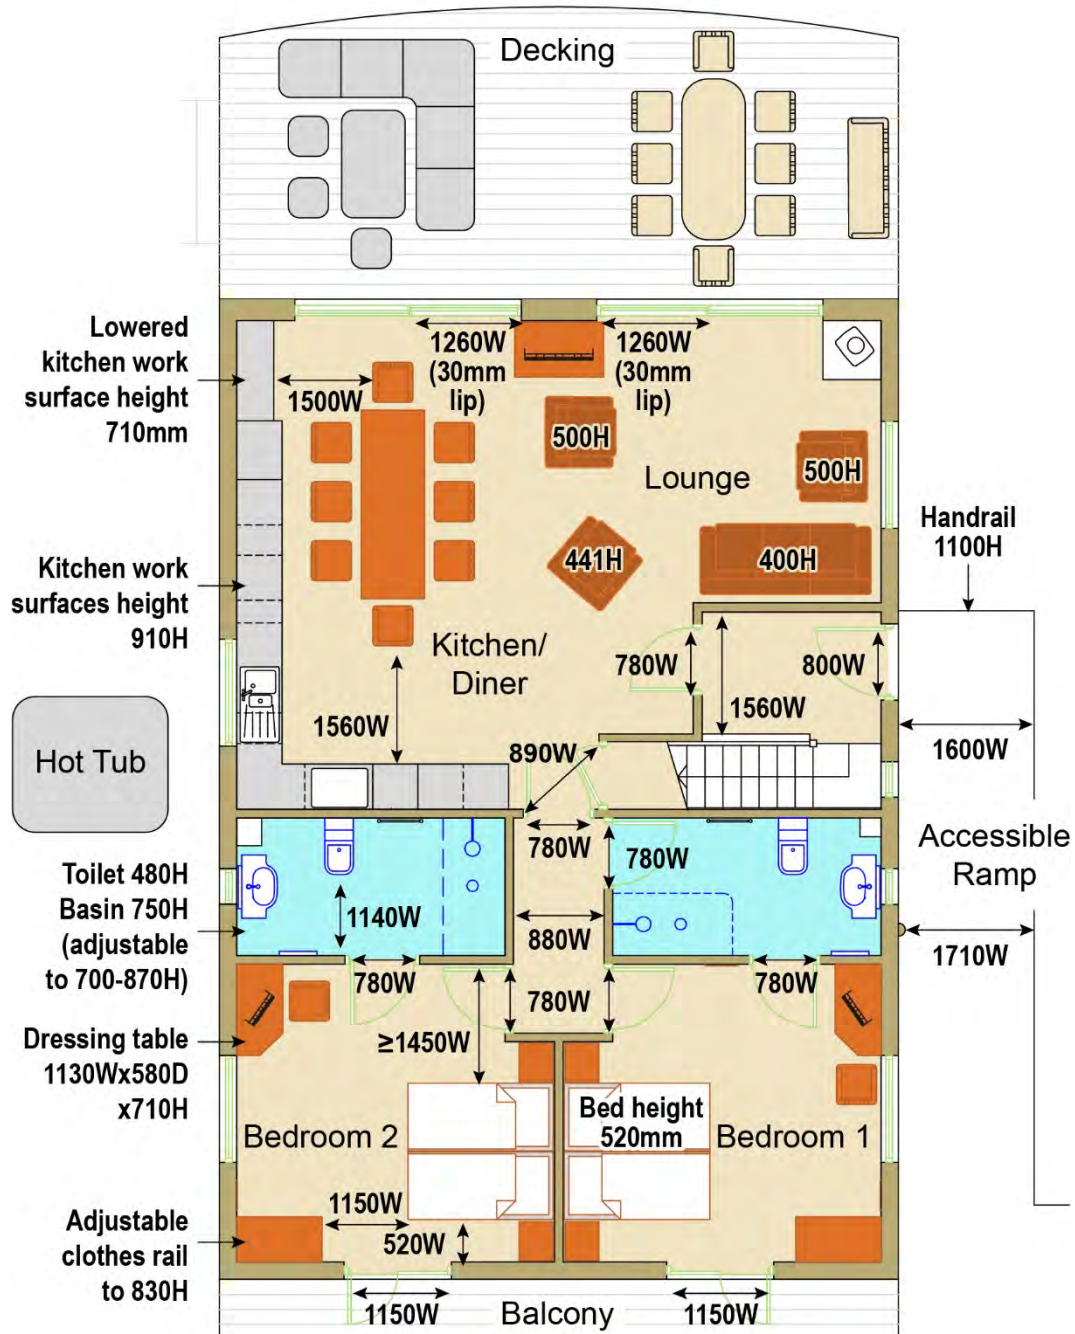 Decking
Lowered
kitchen work
surface height
710mm
1260W
(30mm
lip)
1260W
(30mm
lip)
1500W
500H
Lounge
500H
Handrail
1100H
441H
400H
Kitchen work
surfaces height
910H
Kitchen/
Diner
780W
800W
1560W
1560W
890W
1600W
Hot Tub
780W
780W
Accessible
Ramp
Toilet 480H
Basin 750H
(adjustable
to 700-870H)
1140W
880W
1710W
780W
780W
780W
Dressing table
1130Wx580D
x710H
≥1450W
Bed height
520mm
Bedroom 2
Bedroom 1
1150W
520W
Adjustable
clothes rail
to 830H
1150W
Balcony
1150W